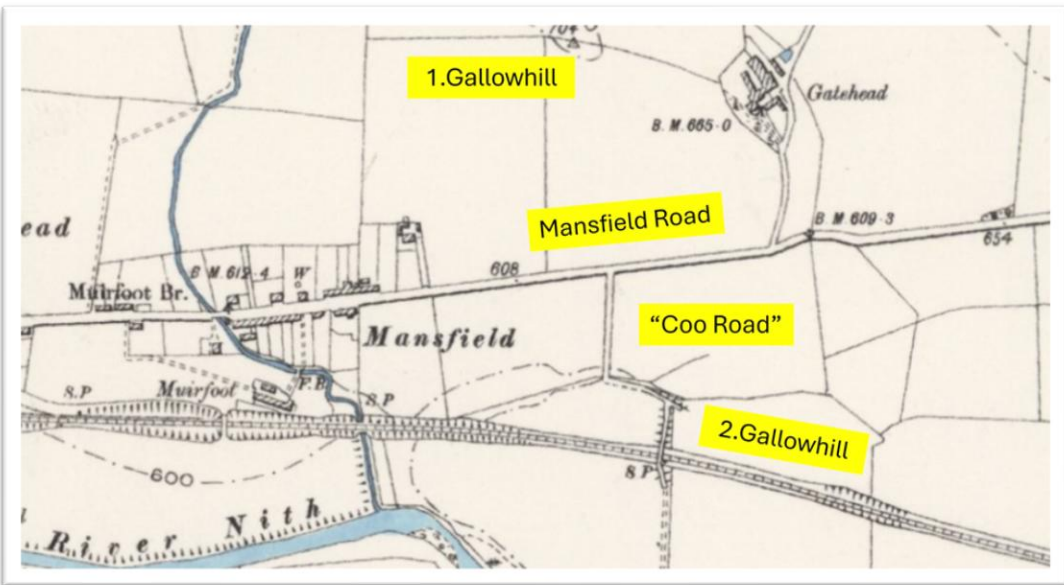 704
1.Gallowhill
Gatehead
B.M.665·0
Mansfield Road
B M 609·3
654
ead
B M 612·4
W
608
Muirfoot Br.
"Coo Road"
Mansfield
S.P
Muirfoot
F.B
S.P
2.Gallowhill
S P
600
River Nith